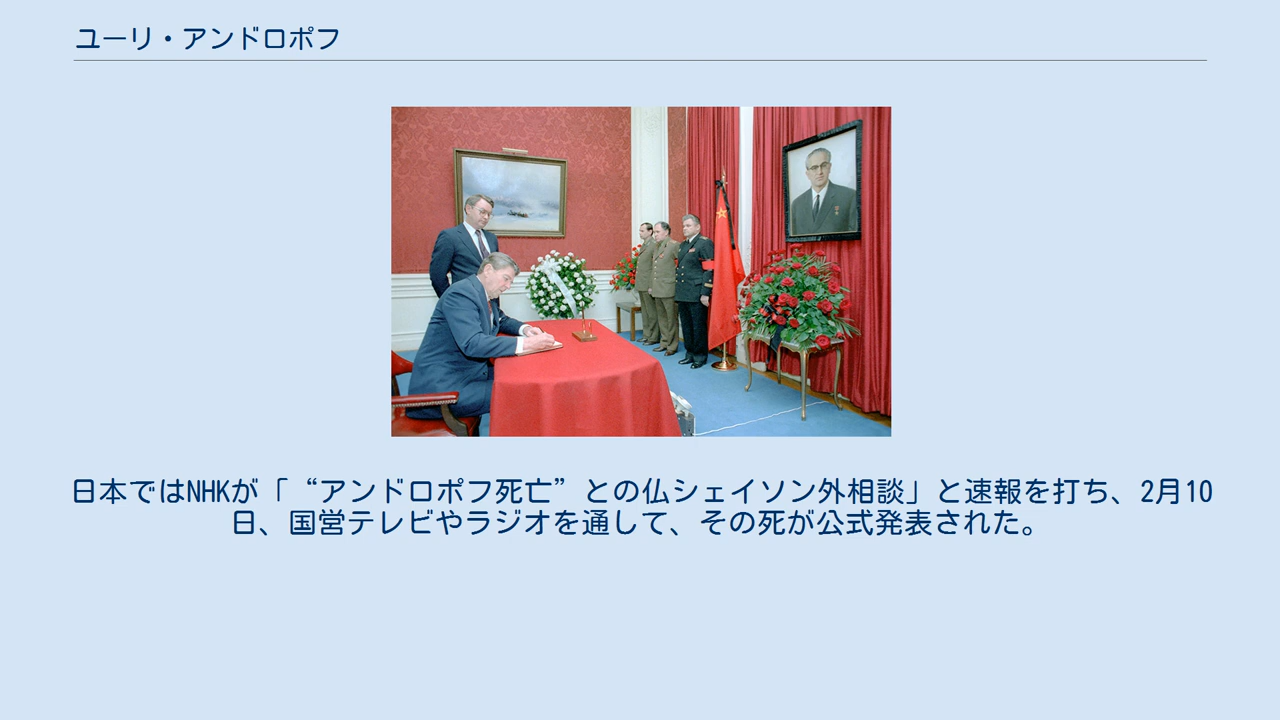 ユーリ・アンドロポフ
日本ではNHKが「“アンドロポフ死亡”との仏シェイソン外相談」と速報を打ち、2月10
日、国営テレビやラジオを通して、その死が公式発表された。